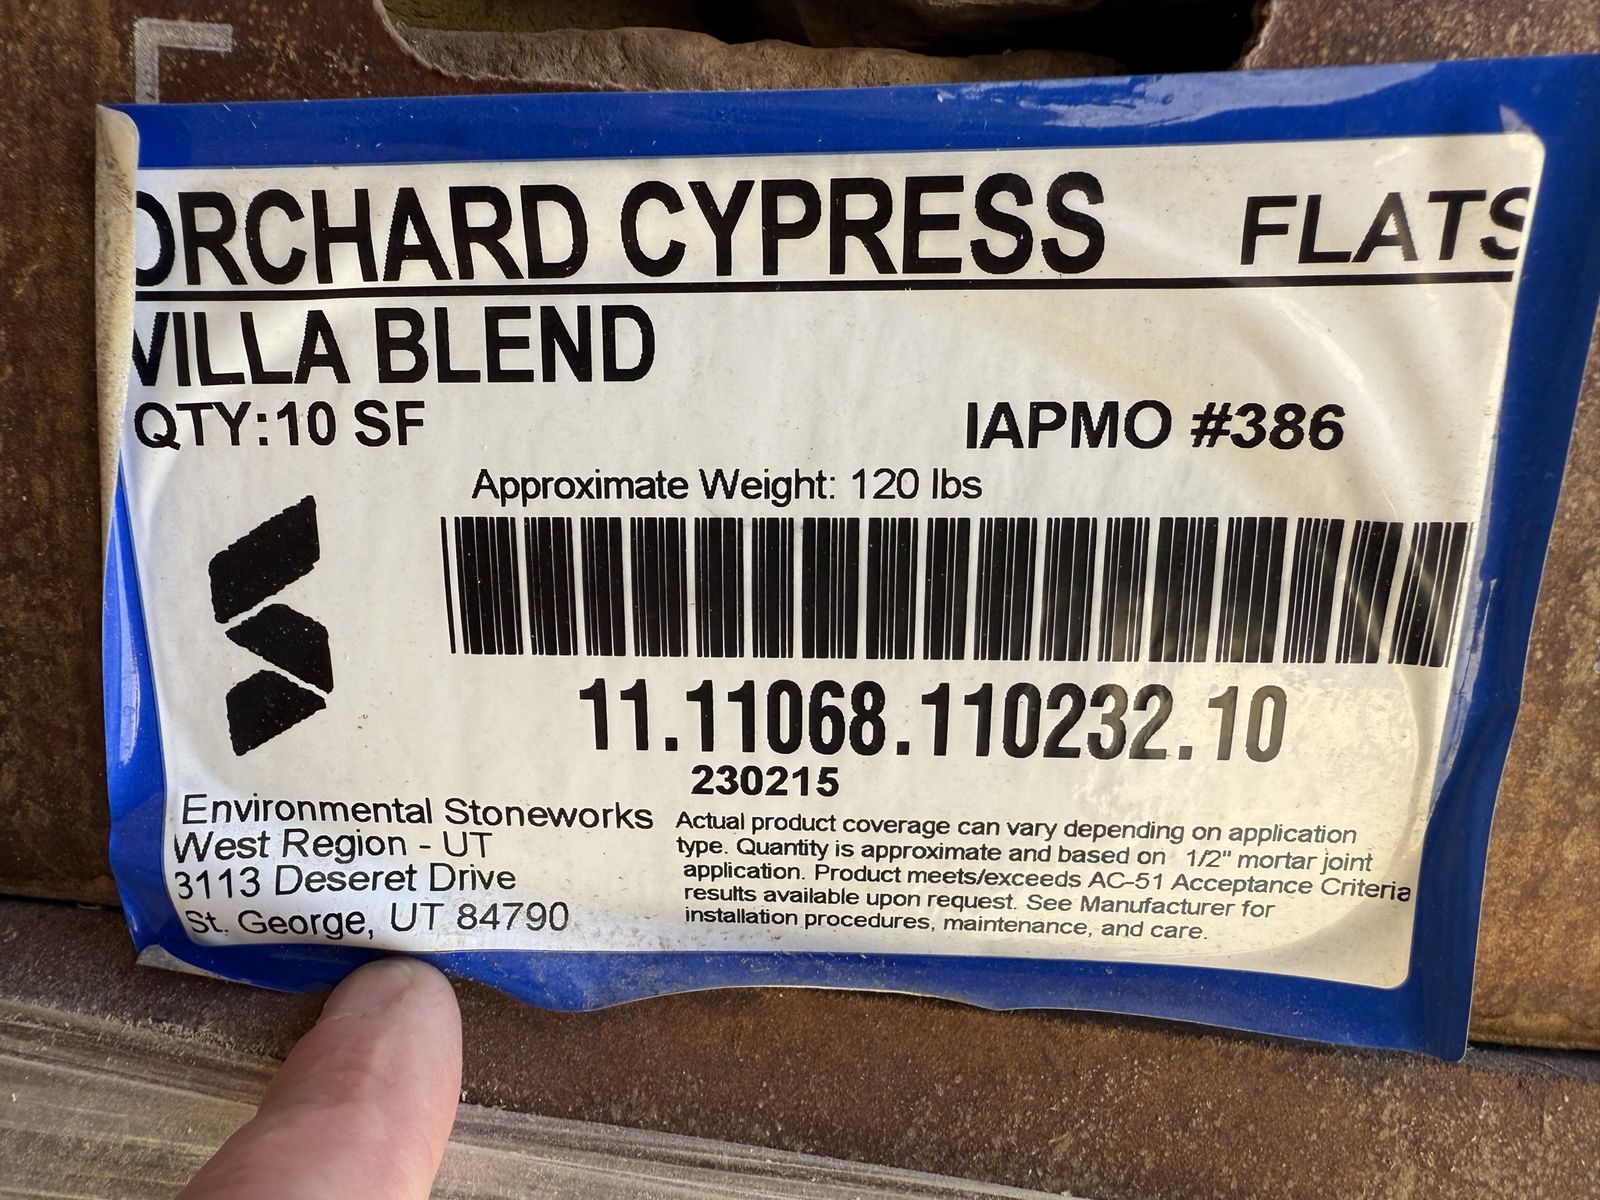 ORCHARD CYPRESS FLATS
VILLA BLEND
QTY:10 SF IAPMO #386
Approximate Weight: 120 lbs
11.11068.110232.10
230215
Environmental Stoneworks
West Region - UT
3113 Deseret Drive
St. George, UT 84790
Actual product coverage can vary depending on application
type. Quantity is approximate and based on 1/2" mortar joint
application. Product meets/exceeds AC-51 Acceptance Criteria
results available upon request. See Manufacturer for
installation procedures, maintenance, and care.